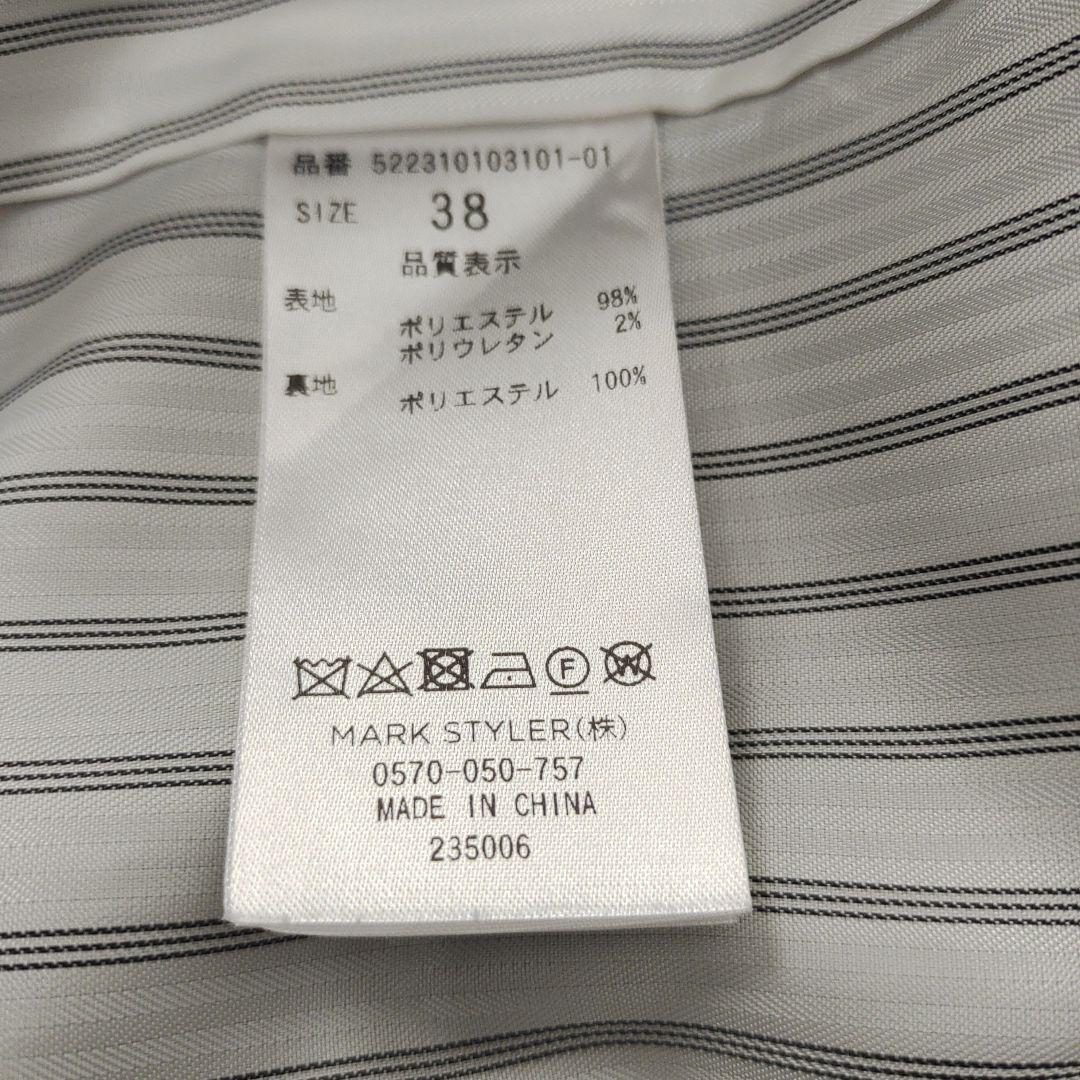 品番 522310103101-01
SIZE 38
品質表示
表地
ポリエステル 98%
ポリウレタン 2%
裏地
ポリエステル 100%
F
W
MARK STYLER(株)
0570-050-757
MADE IN CHINA
235006